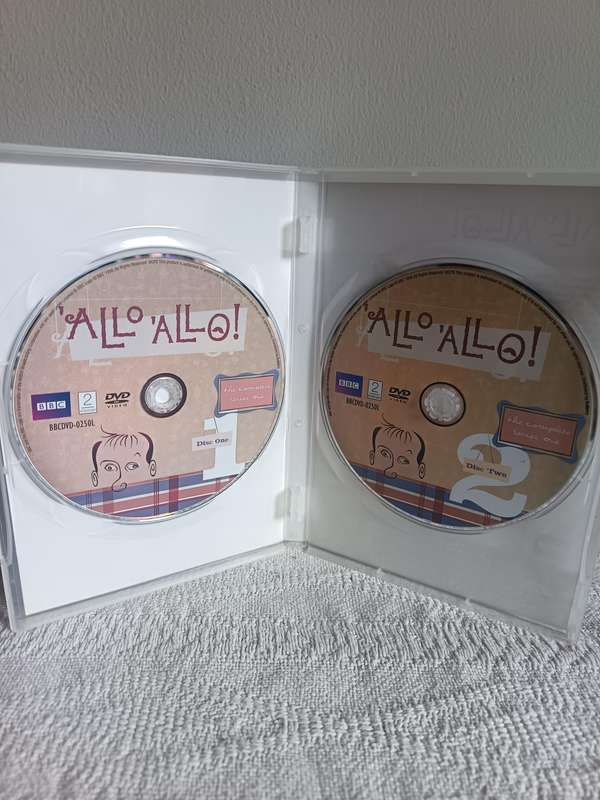 'ALLO 'ALLO!
BBC
2
DVD
VIDEO
BBCDVD-0250L
The Complete
Series One
1
Disc One
'ALLO 'ALLO!
BBC
2
DVD
VIDEO
BBCDVD-0250L
The Complete
Series One
2
Disc Two